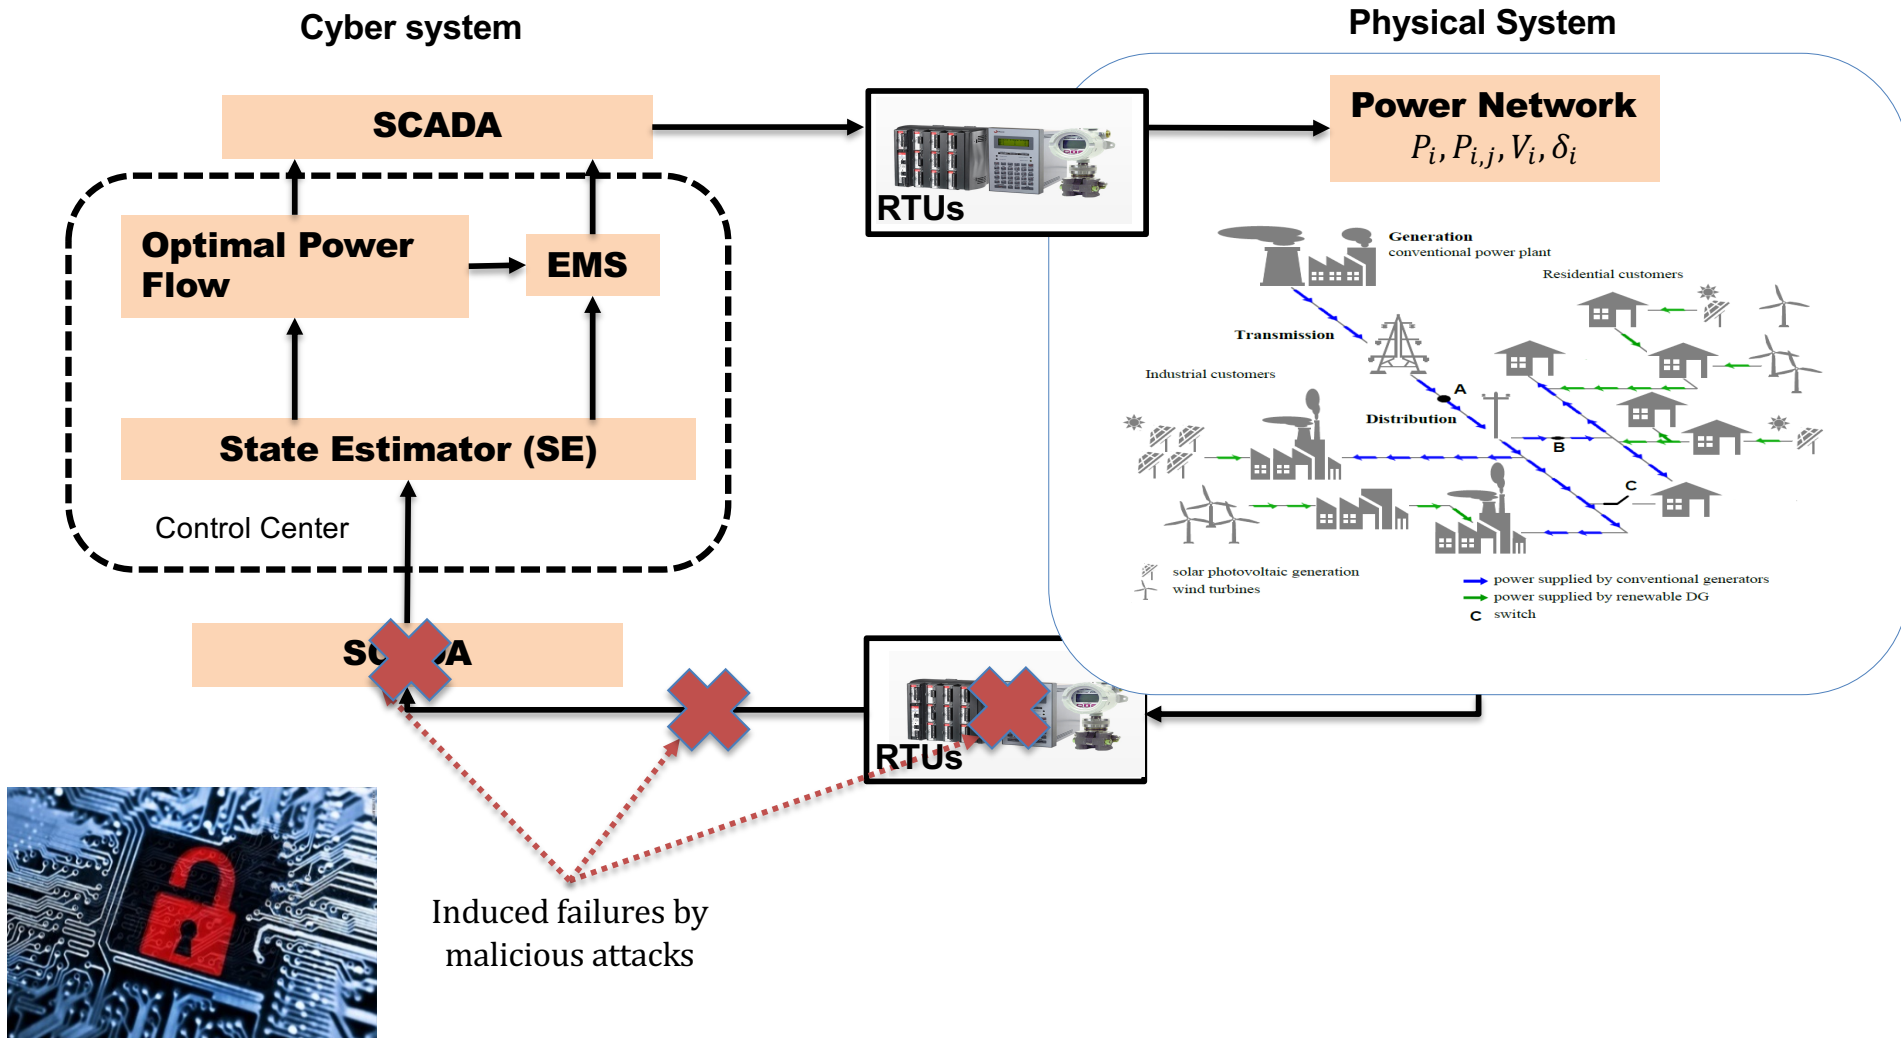 Cyber system
Physical System
SCADA
Power Network
P_i, P_{i,j}, V_i, δ_i
RTUs
Optimal Power
Flow
EMS
Generation
conventional power plant
Residential customers
Transmission
Industrial customers
A
Distribution
B
State Estimator (SE)
C
Control Center
solar photovoltaic generation
wind turbines
power supplied by conventional generators
power supplied by renewable DG
C switch
SCADA
RTUs
Induced failures by
malicious attacks